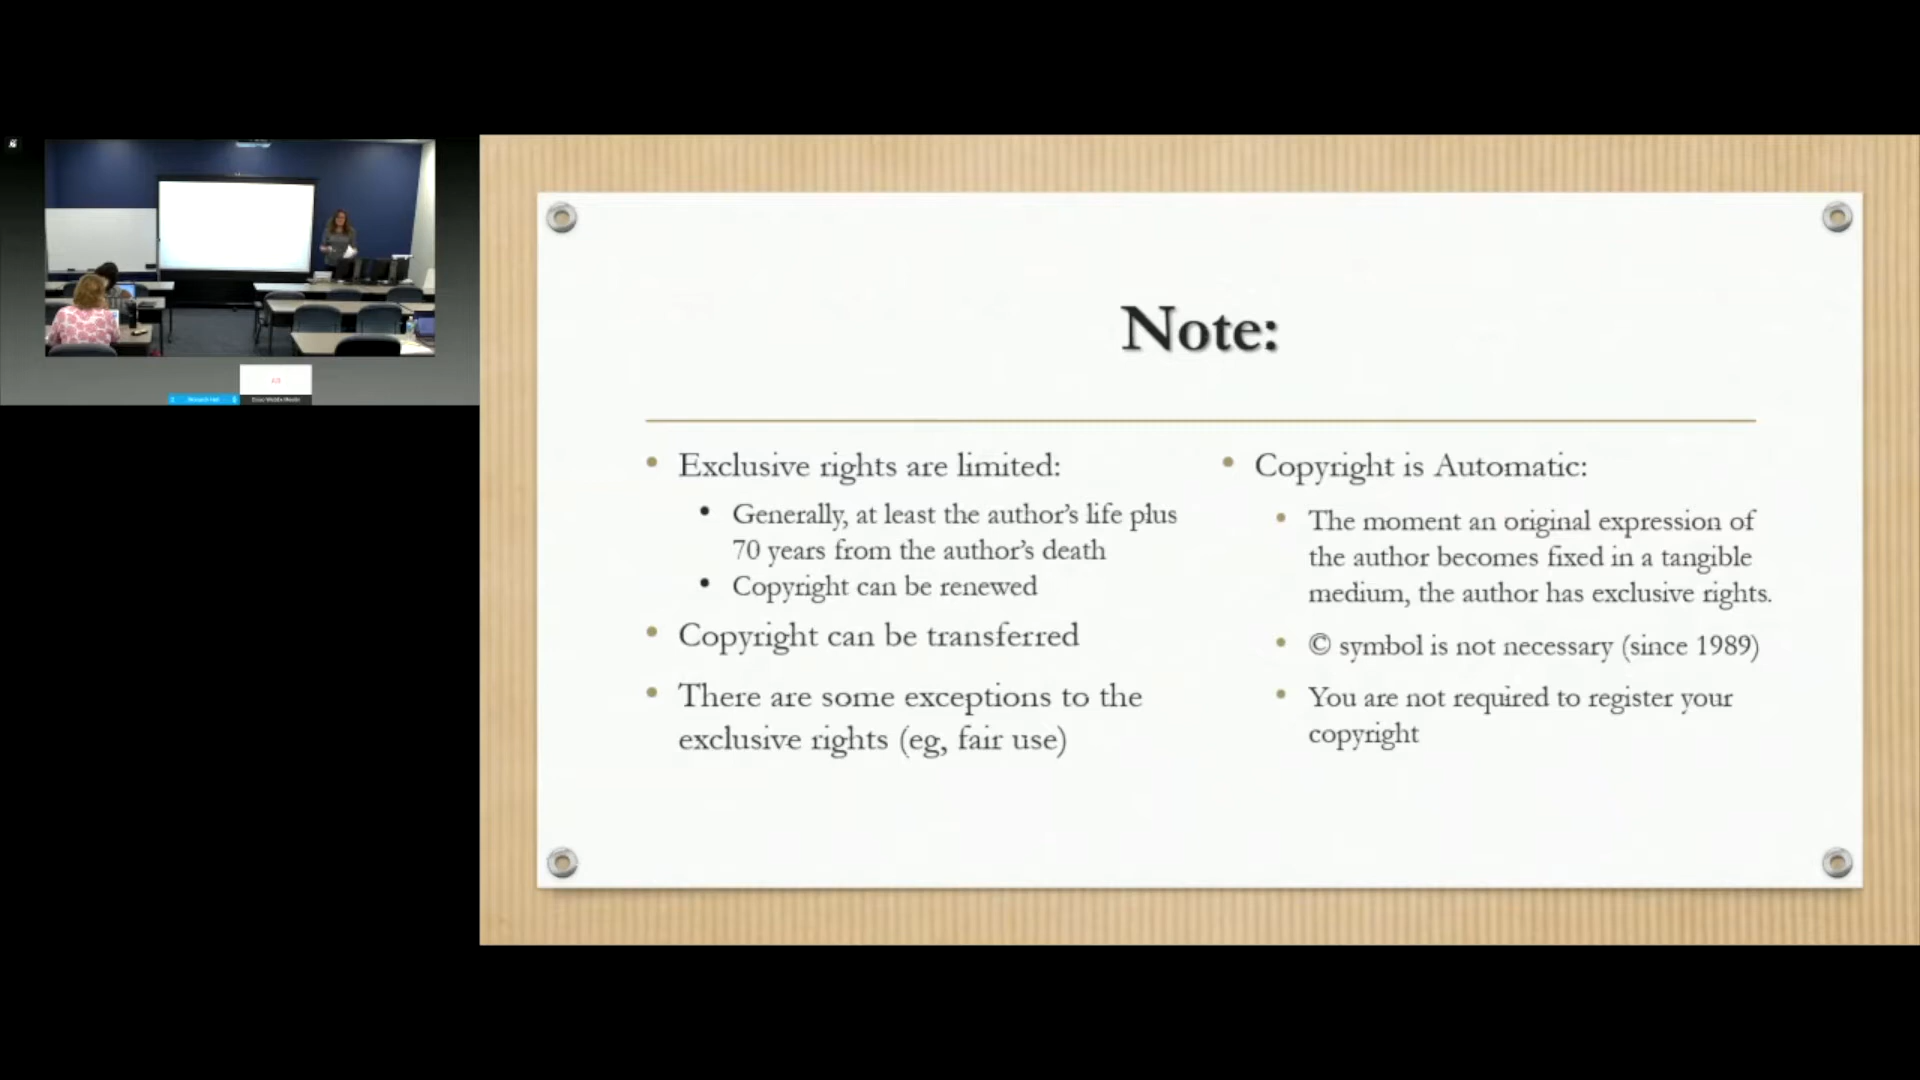 Note:
Exclusive rights are limited:
Generally, at least the author's life plus
70 years from the author's death
Copyright can be renewed
Copyright can be transferred
There are some exceptions to the
exclusive rights (eg, fair use)
Copyright is Automatic:
The moment an original expression of
the author becomes fixed in a tangible
medium, the author has exclusive rights.
© symbol is not necessary (since 1989)
You are not required to register your
copyright